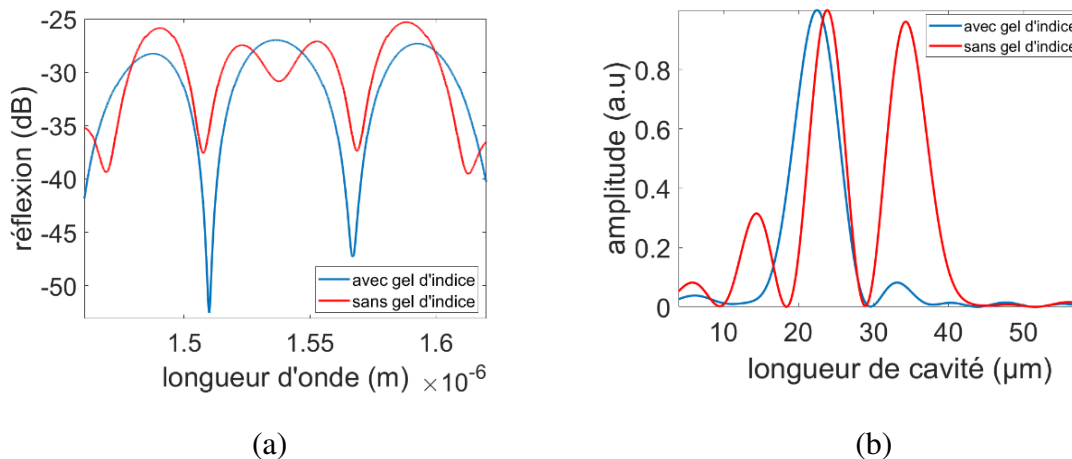 -25
-30
-35
-40
-45
-50
réflexion (dB)
avec gel d'indice
sans gel d'indice
1.5
1.55
1.6
longueur d'onde (m)
×10-6
(a)
0.8
0.6
0.4
0.2
0
amplitude (a.u)
avec gel d'indice
sans gel d'indice
10
20
30
40
50
longueur de cavité (µm)
(b)